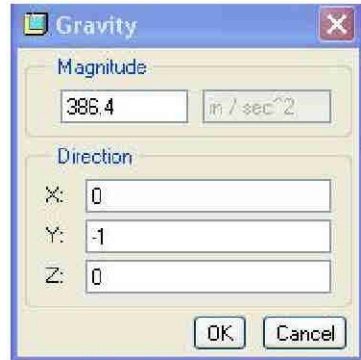 Gravity
Magnitude
386.4 in / sec^2
Direction
X: 0
Y: -1
Z: 0
OK Cancel